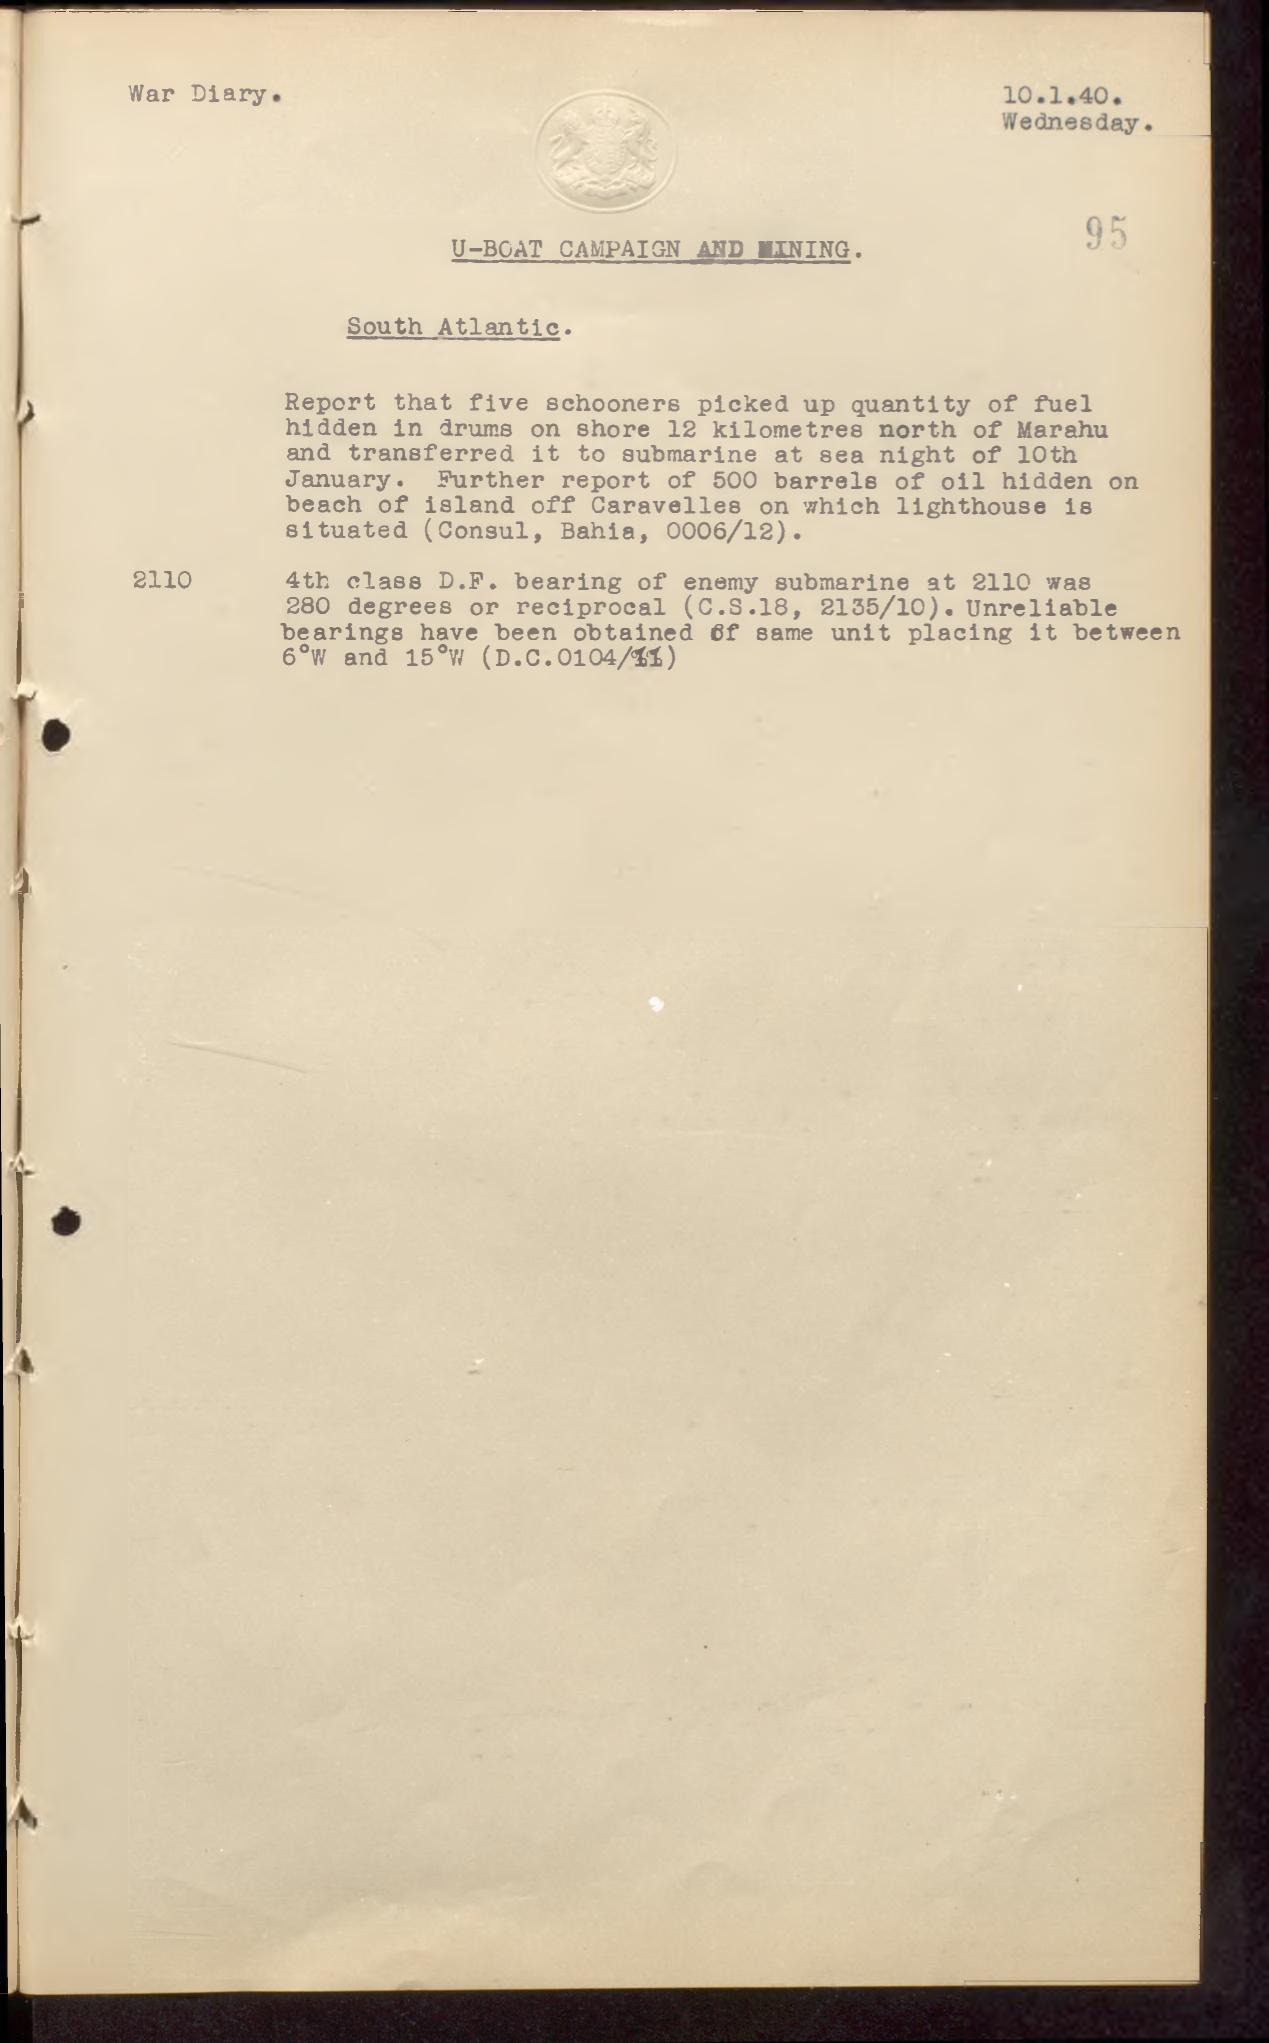 War Diary.
10.1.40.
Wednesday.
95
U-BOAT CAMPAIGN AND MINING.
South Atlantic.
Report that five schooners picked up quantity of fuel
hidden in drums on shore 12 kilometres north of Marahu
and transferred it to submarine at sea night of 10th
January. Further report of 500 barrels of oil hidden on
beach of island off Caravelles on which lighthouse is
situated (Consul, Bahia, 0006/12).
2110 4th class D.F. bearing of enemy submarine at 2110 was
280 degrees or reciprocal (C.S.18, 2135/10). Unreliable
bearings have been obtained of same unit placing it between
6°W and 15°W (D.C.0104/11)